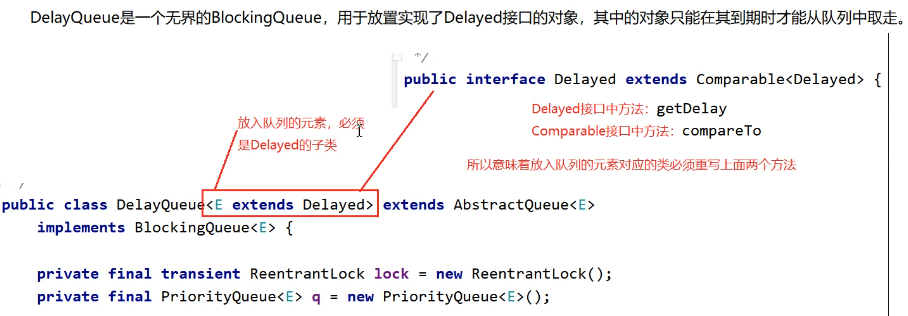 DelayQueue是一个无界的BlockingQueue，用于放置实现了Delayed接口的对象，其中的对象只能在其到期时才能从队列中取走。
*/
public interface Delayed extends Comparable<Delayed> {
Delayed接口中方法：getDelay
Comparable接口中方法：compareTo
放入队列的元素，必须
是Delayed的子类
所以意味着放入队列的元素对应的类必须重写上面两个方法
/
public class DelayQueue<E extends Delayed> extends AbstractQueue<E>
implements BlockingQueue<E> {
private final transient ReentrantLock lock = new ReentrantLock();
private final PriorityQueue<E> q = new PriorityQueue<E>();